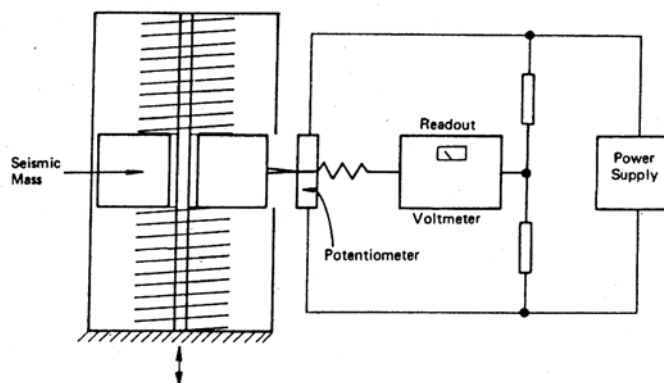 Seismic
Mass
Readout
Voltmeter
Potentiometer
Power
Supply